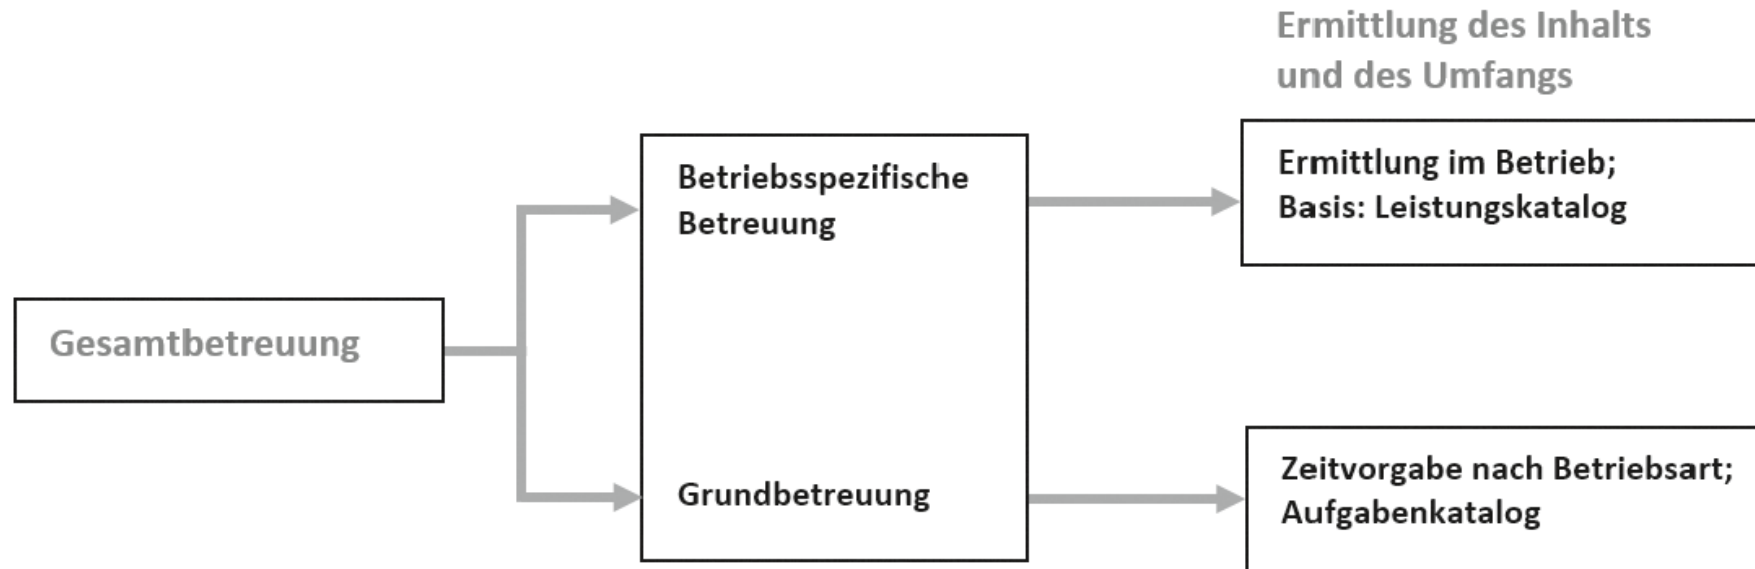 Ermittlung des Inhalts
und des Umfangs
Betriebsspezifische
Betreuung
Ermittlung im Betrieb;
Basis: Leistungskatalog
Gesamtbetreuung
Grundbetreuung
Zeitvorgabe nach Betriebsart;
Aufgabenkatalog